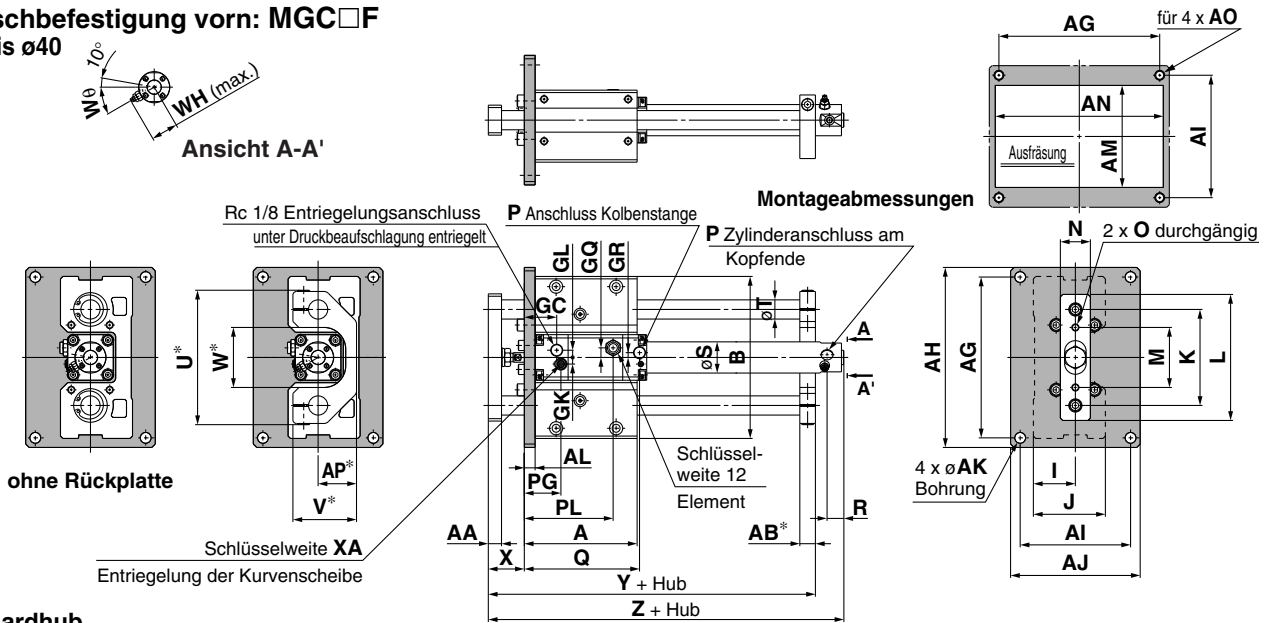 schbefestigung vorn: MGC□F
is ø40
10°
Wθ
WH (max.)
Ansicht A-A'
für 4 x AO
AG
AN
AM
AI
Ausfräsung
Montageabmessungen
Rc 1/8 Entriegelungsanschluss
unter Druckbeaufschlagung entriegelt
P Anschluss Kolbenstange
P Zylinderanschluss am
Kopfende
N
2 x O durchgängig
GL
GQ
GR
GC
øT
øS
B
A
A'
GK
U*
W*
AP*
V*
ohne Rückplatte
AH
AG
M
K
L
4 x øAK
Bohrung
I
J
AI
AJ
AL
PG
PL
A
Q
AA
X
Schlüssel-
weite 12
Element
R
AB*
Schlüsselweite XA
Entriegelung der Kurvenscheibe
Y + Hub
Z + Hub
ardhub